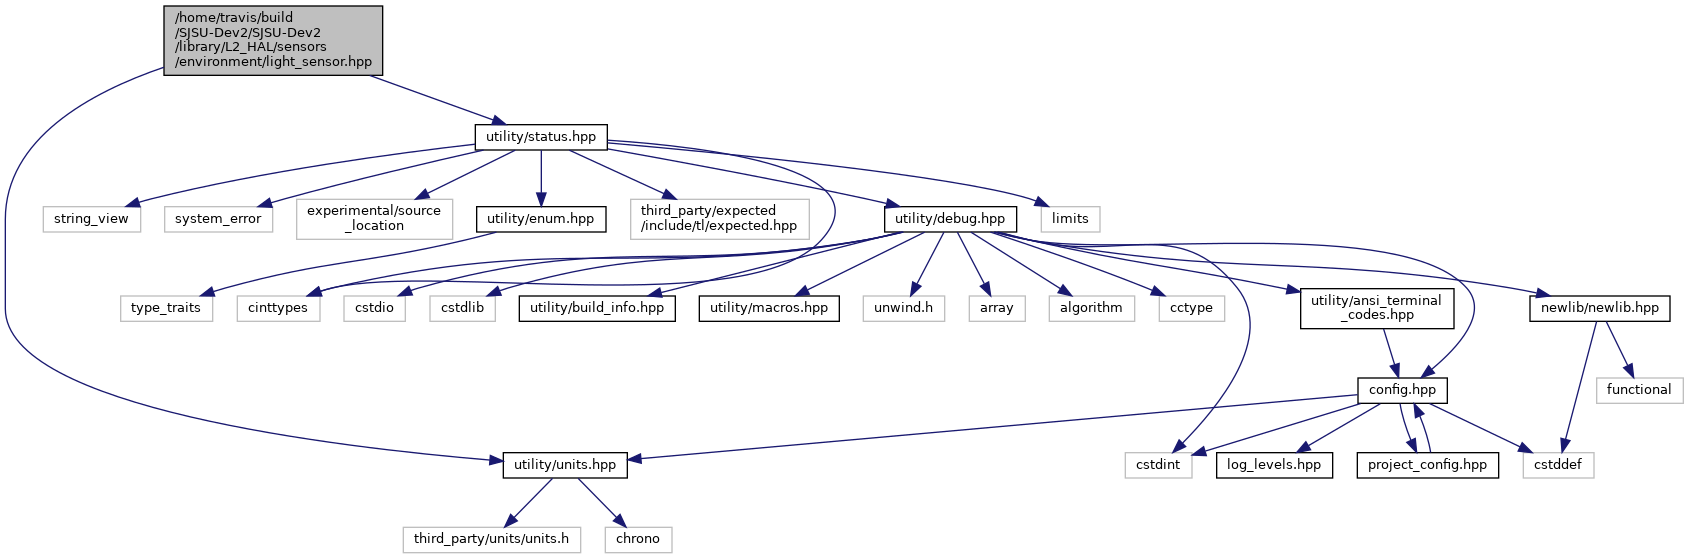 /home/travis/build
/SJSU-Dev2/SJSU-Dev2
/library/L2_HAL/sensors
/environment/light_sensor.hpp
utility/status.hpp
string_view
system_error
experimental/source
_location
utility/enum.hpp
third_party/expected
/include/tl/expected.hpp
utility/debug.hpp
limits
type_traits
cinttypes
cstdio
cstdlib
utility/build_info.hpp
utility/macros.hpp
unwind.h
array
algorithm
cctype
utility/ansi_terminal
_codes.hpp
newlib/newlib.hpp
config.hpp
functional
utility/units.hpp
cstdint
log_levels.hpp
project_config.hpp
cstddef
third_party/units/units.h
chrono